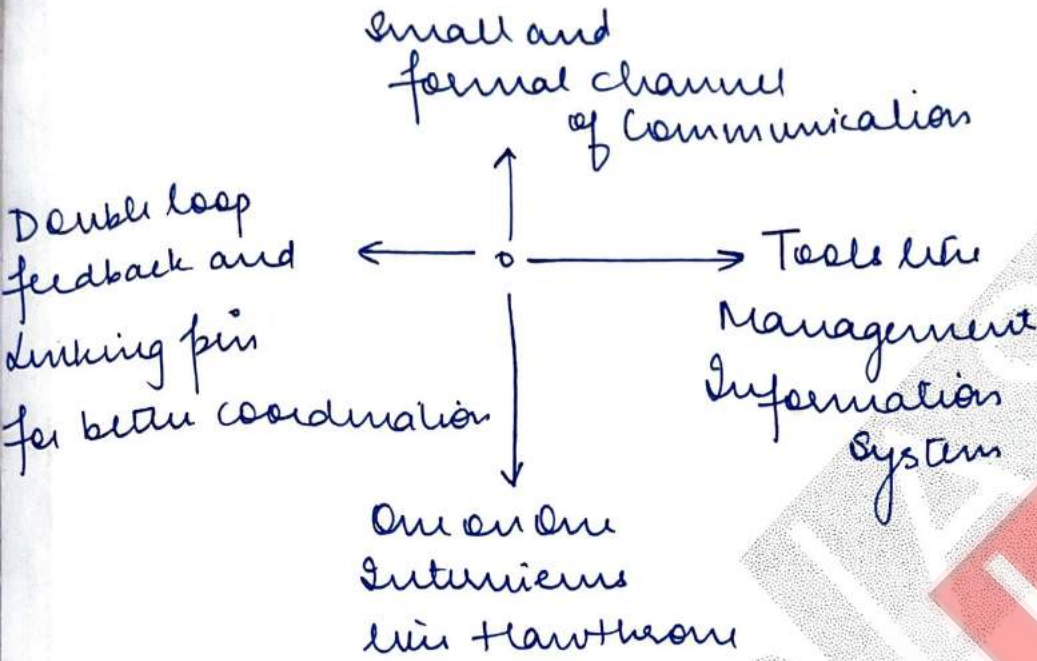 Small and
formal channel
of Communication
Double loop
feedback and
Linking pin
for better coordination
Tools like
Management
Information
System
One on One
Interviews
like Hawthorne